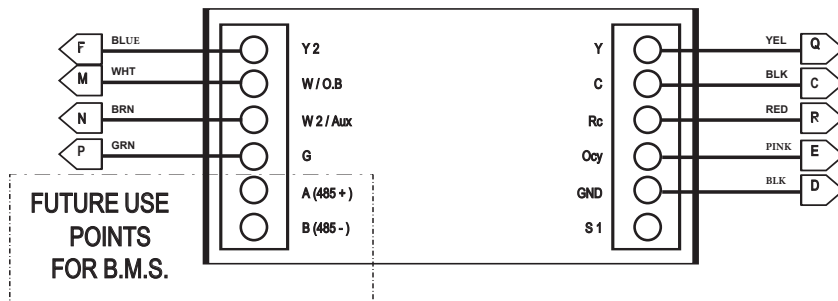 F BLUE Y 2 Y YEL Q
M WHT W / O.B C BLK C
N BRN W 2 / Aux Rc RED R
P GRN G Ocy PINK E
A (485 + ) GND BLK D
B (485 - ) S 1
FUTURE USE
POINTS
FOR B.M.S.